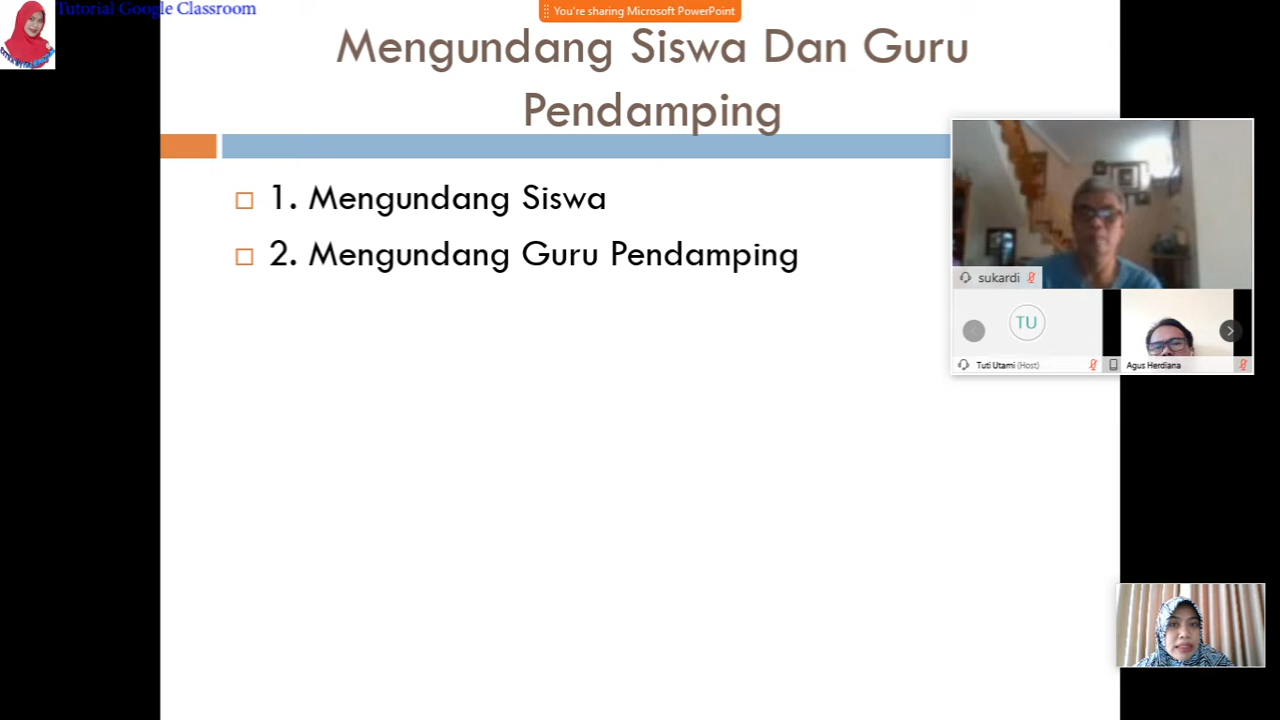 Tutorial Google Classroom
You're sharing Microsoft PowerPoint
Mengundang Siswa Dan Guru
Pendamping
1. Mengundang Siswa
2. Mengundang Guru Pendamping
sukardi
TU
Tuti Utami (Host)
Agus Herdiana